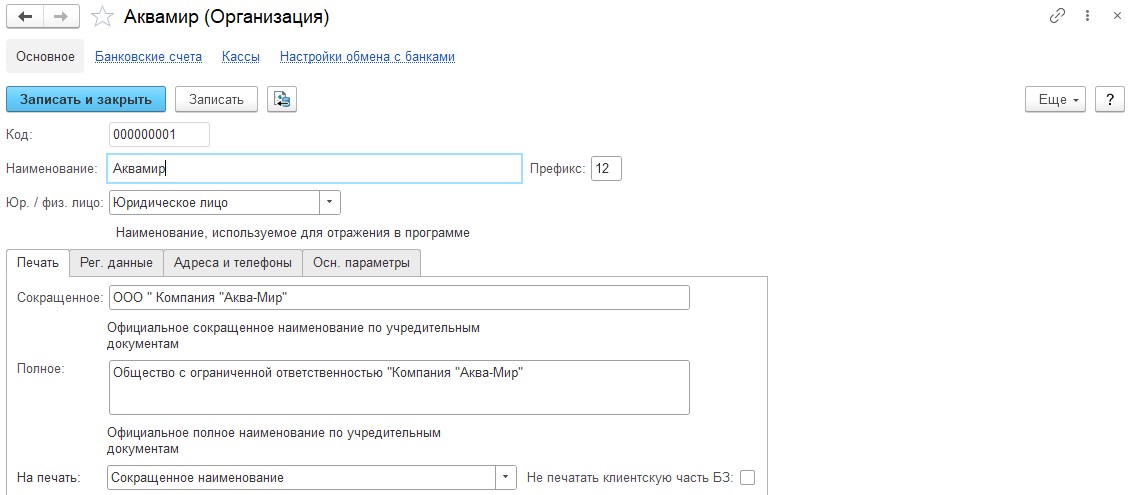 Аквамир (Организация)
Основное Банковские счета Кассы Настройки обмена с банками
Записать и закрыть Записать Еще ?
Код: 000000001
Наименование: Аквамир Префикс: 12
Юр. / физ. лицо: Юридическое лицо
Наименование, используемое для отражения в программе
Печать Рег. данные Адреса и телефоны Осн. параметры
Сокращенное: ООО " Компания "Аква-Мир"
Официальное сокращенное наименование по учредительным
документам
Полное: Общество с ограниченной ответственностью "Компания "Аква-Мир"
Официальное полное наименование по учредительным
документам
На печать: Сокращенное наименование Не печатать клиентскую часть БЗ: